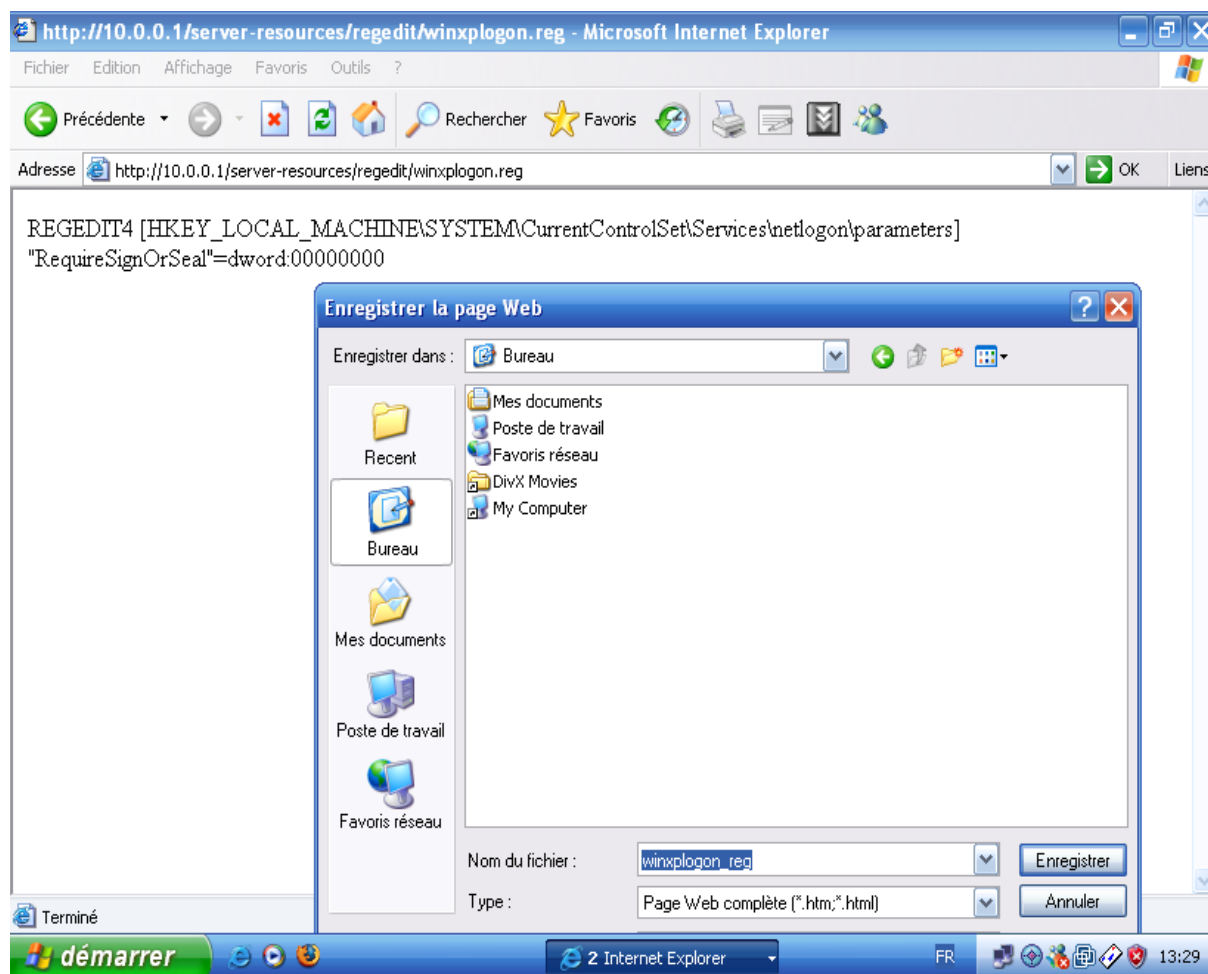 http://10.0.0.1/server-resources/regedit/winxplogon.reg - Microsoft Internet Explorer
Fichier Edition Affichage Favoris Outils ?
Précédente Rechercher Favoris
Adresse http://10.0.0.1/server-resources/regedit/winxplogon.reg OK Liens
REGEDIT4 [HKEY_LOCAL_MACHINE\SYSTEM\CurrentControlSet\Services\netlogon\parameters]
"RequireSignOrSeal"=dword:00000000
Enregistrer la page Web
Enregistrer dans : Bureau
Recent
Bureau
Mes documents
Poste de travail
Favoris réseau
Mes documents
Poste de travail
Favoris réseau
DivX Movies
My Computer
Nom du fichier : winxplogon_reg Enregistrer
Type : Page Web complète (*.htm;*.html) Annuler
Terminé
démarrer 2 Internet Explorer FR 13:29